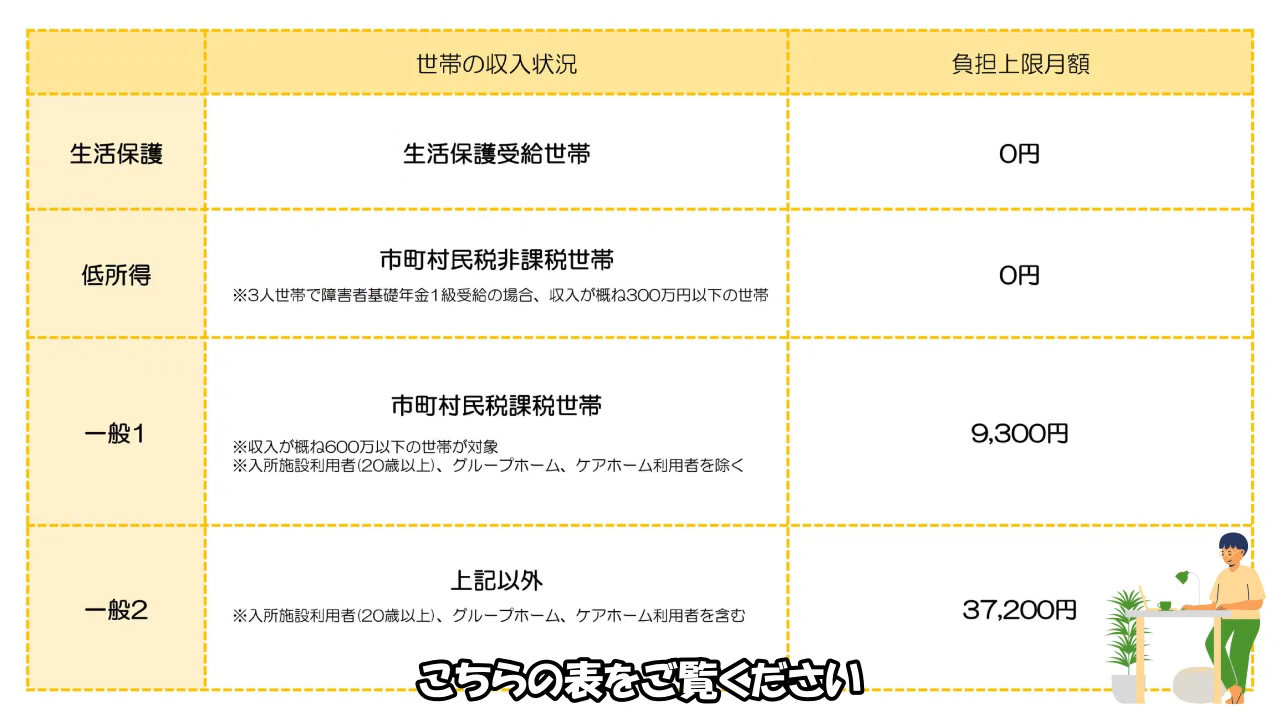 世帯の収入状況
負担上限月額
生活保護
生活保護受給世帯
0円
低所得
市町村民税非課税世帯
※3人世帯で障害者基礎年金1級受給の場合、収入が概ね300万円以下の世帯
0円
一般1
市町村民税課税世帯
※収入が概ね600万以下の世帯が対象
※入所施設利用者(20歳以上)、グループホーム、ケアホーム利用者を除く
9,300円
一般2
上記以外
※入所施設利用者(20歳以上)、グループホーム、ケアホーム利用者を含む
37,200円
こちらの表をご覧ください